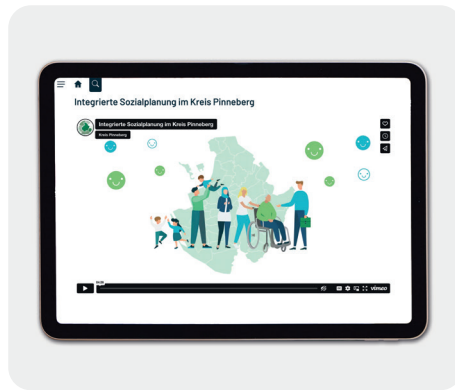 Integrierte Sozialplanung im Kreis Pinneberg
Integrierte Sozialplanung im Kreis Pinneberg
Kreis Pinneberg
vimeo